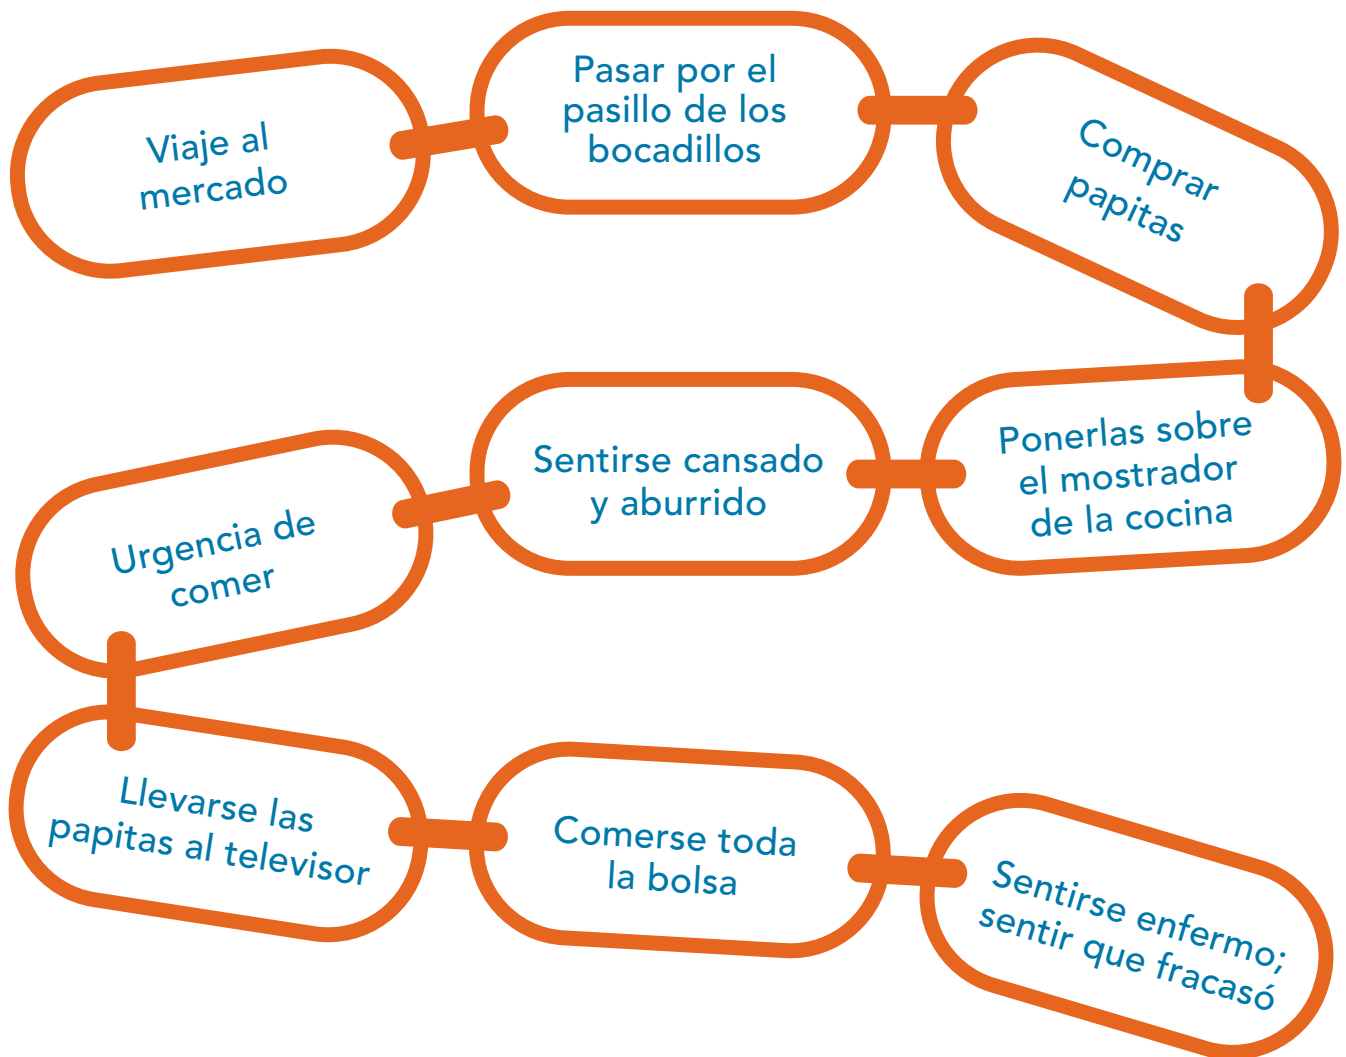 Viaje al
mercado
Pasar por el
pasillo de los
bocadillos
Comprar
papitas
Ponerlas sobre
el mostrador
de la cocina
Sentirse cansado
y aburrido
Urgencia de
comer
Llevarse las
papitas al televisor
Comerse toda
la bolsa
Sentirse enfermo;
sentir que fracasó